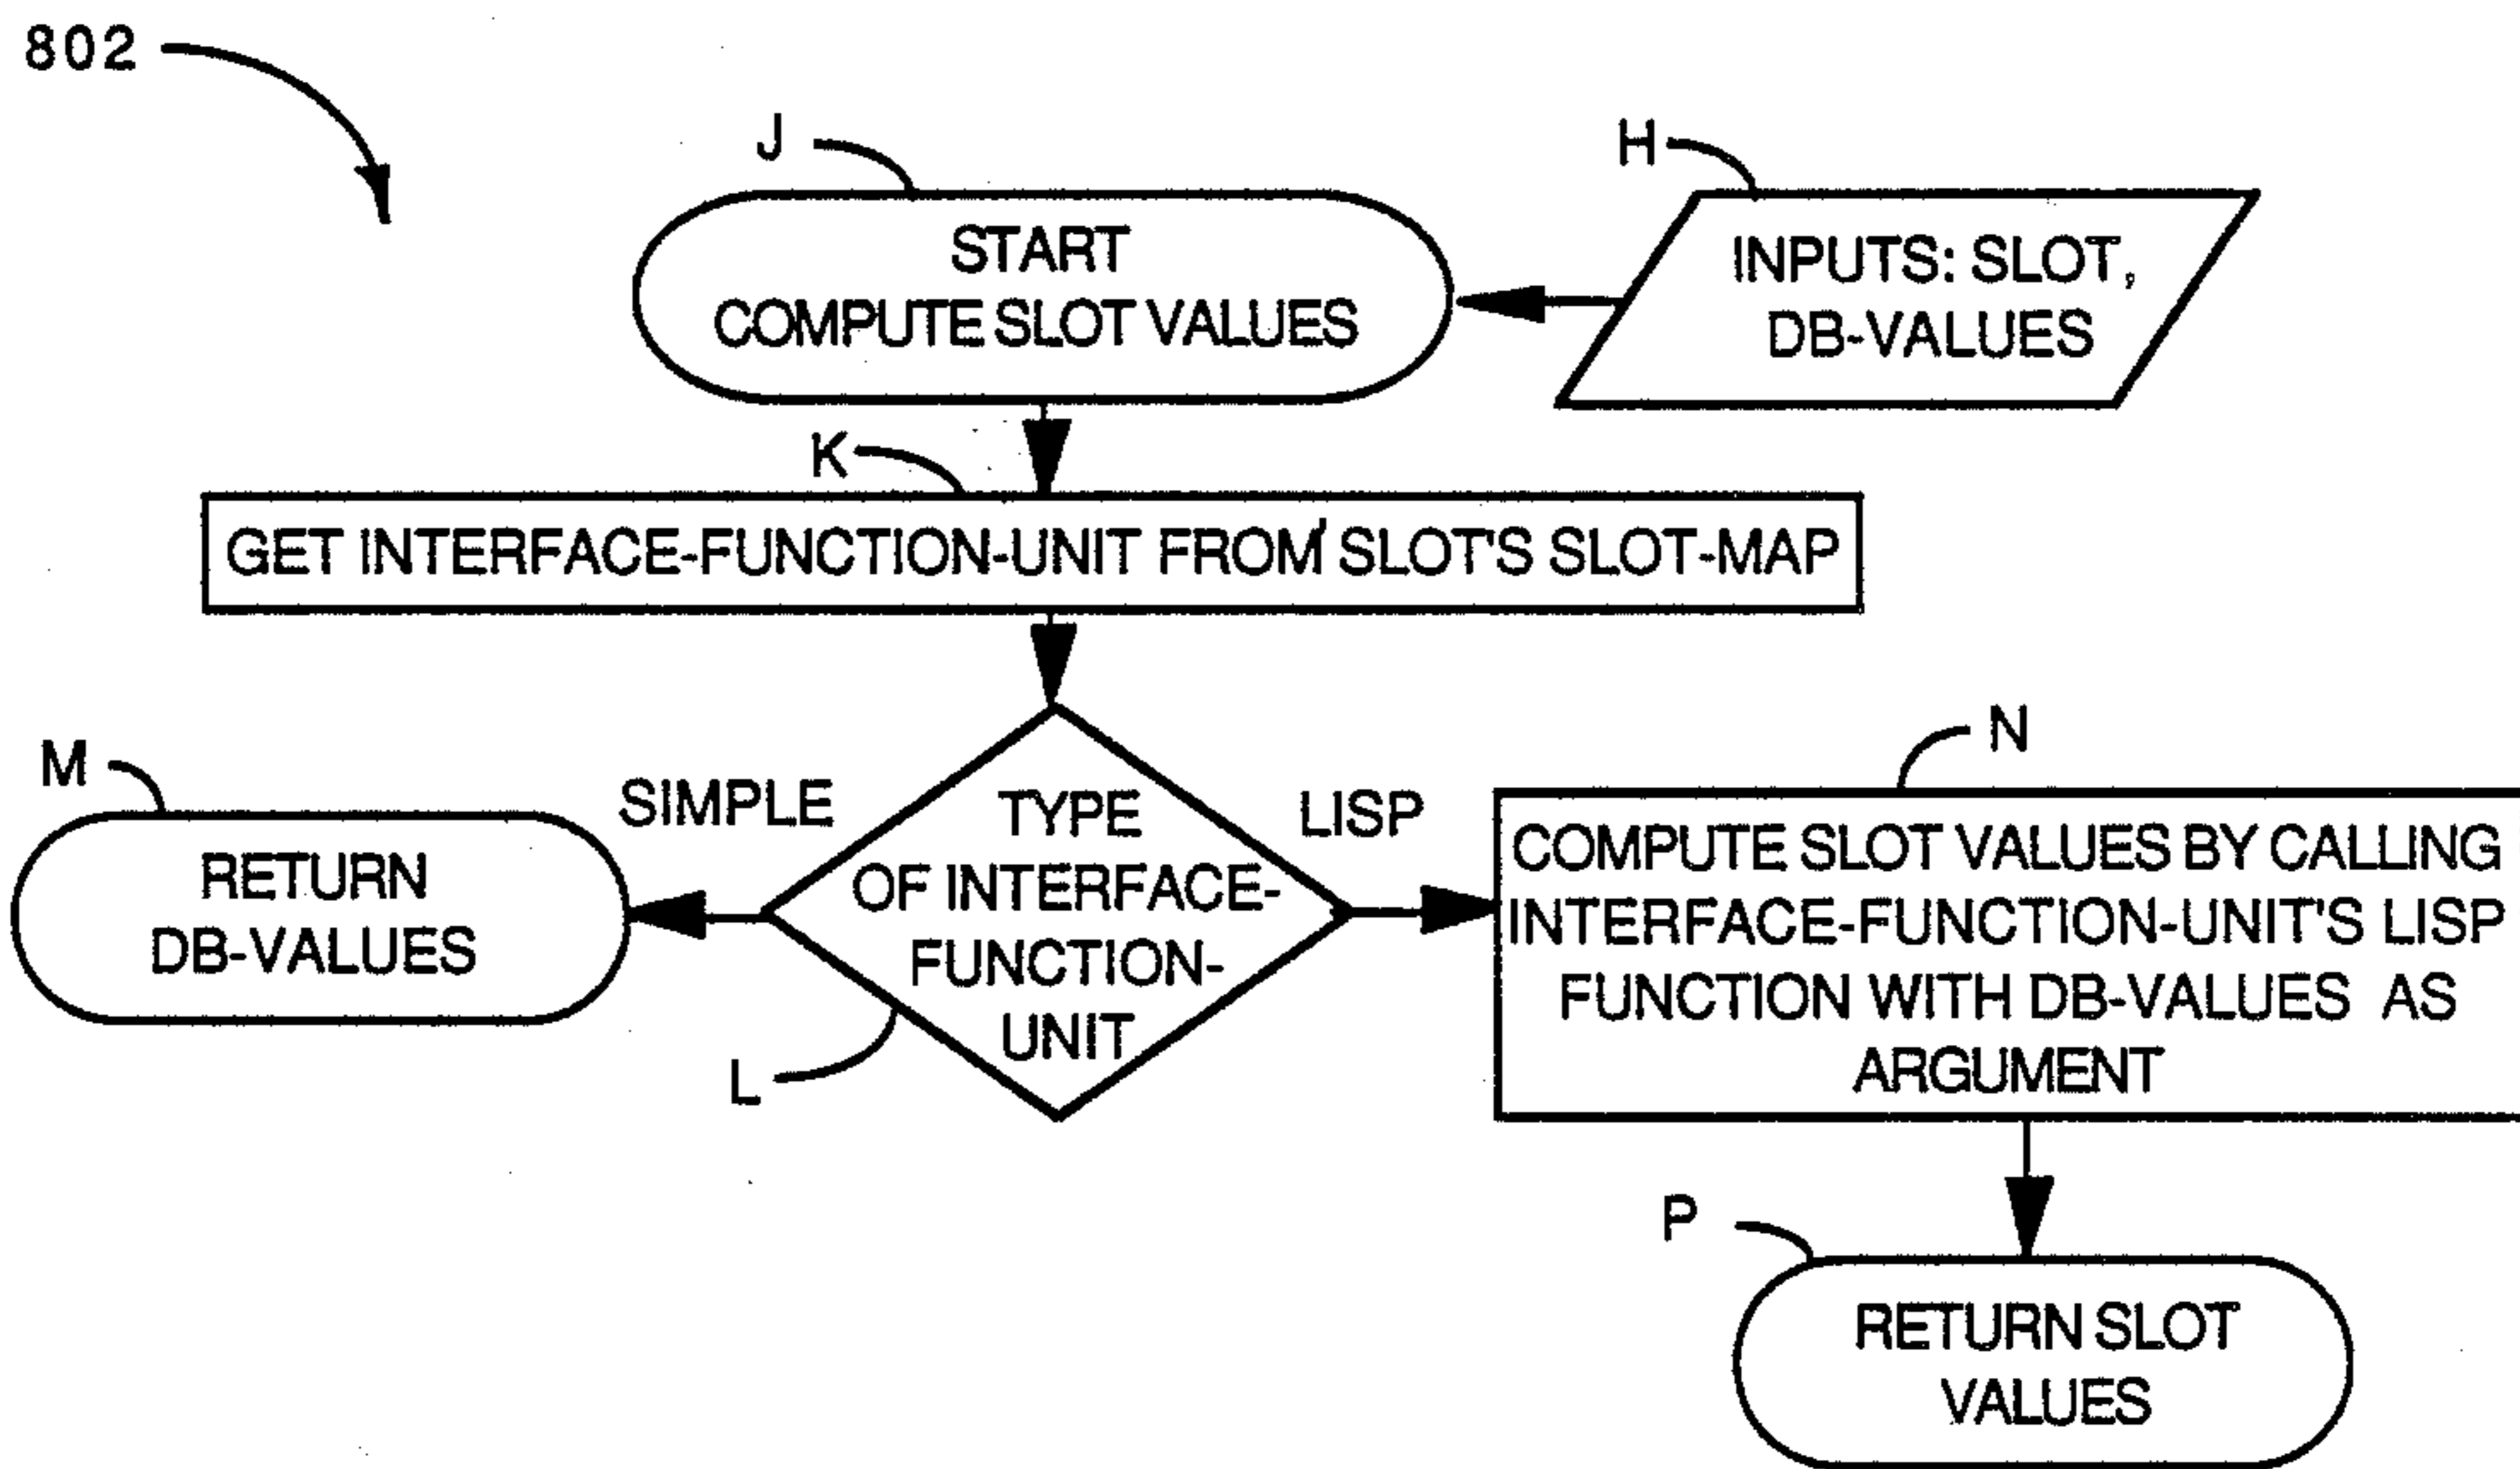 802
J
H
START
COMPUTE SLOT VALUES
INPUTS: SLOT,
DB-VALUES
K
GET INTERFACE-FUNCTION-UNIT FROM SLOT'S SLOT-MAP
M
SIMPLE
LISP
N
RETURN
DB-VALUES
TYPE
OF INTERFACE-
FUNCTION-
UNIT
L
COMPUTE SLOT VALUES BY CALLING
INTERFACE-FUNCTION-UNIT'S LISP
FUNCTION WITH DB-VALUES AS
ARGUMENT
P
RETURN SLOT
VALUES